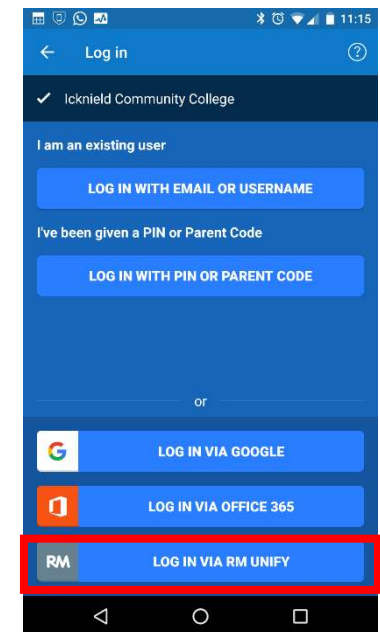 11:15
Log in
Icknield Community College
I am an existing user
LOG IN WITH EMAIL OR USERNAME
I've been given a PIN or Parent Code
LOG IN WITH PIN OR PARENT CODE
or
G LOG IN VIA GOOGLE
LOG IN VIA OFFICE 365
RM LOG IN VIA RM UNIFY